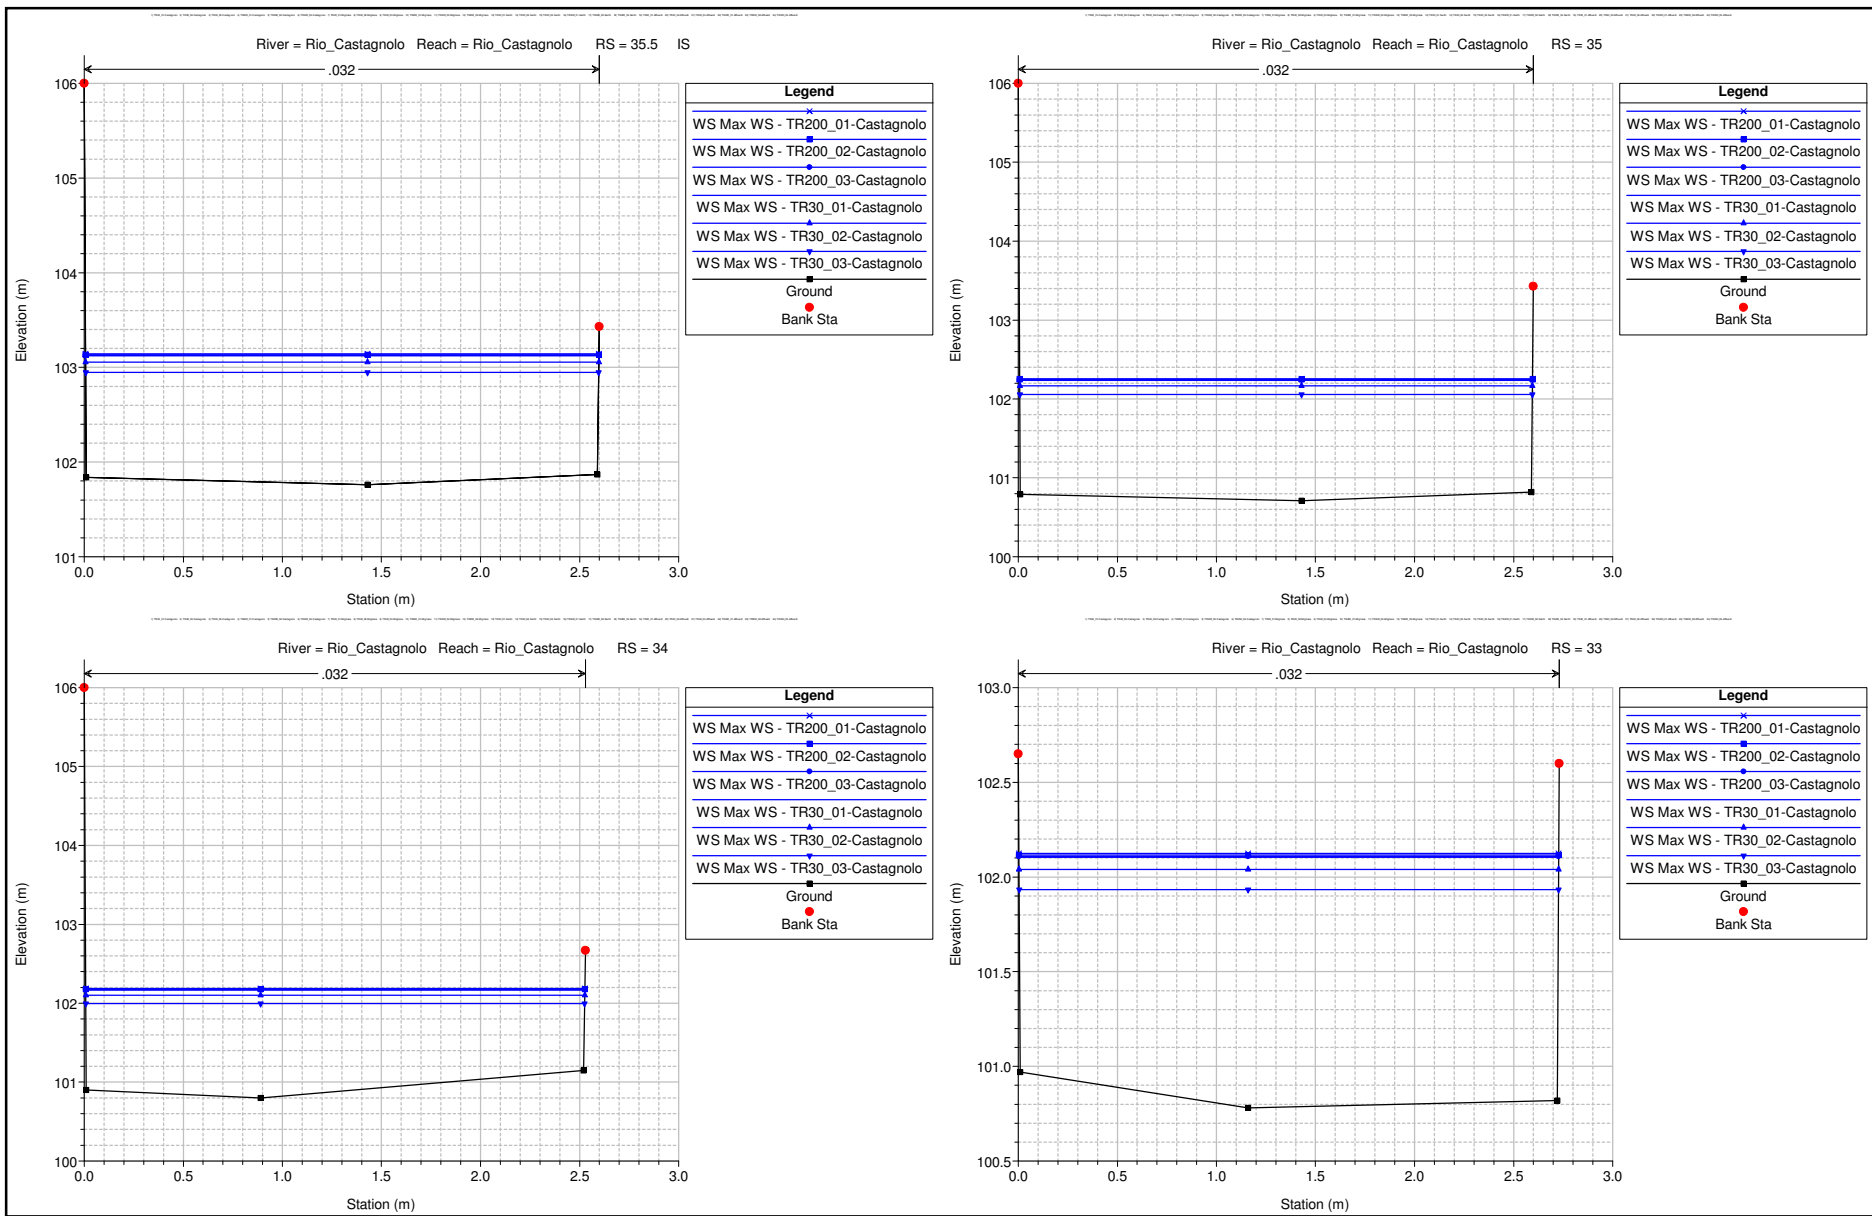 River = Rio_Castagnolo Reach = Rio_Castagnolo RS = 35.5 IS
.032
106
105
104
103
102
101
0.0 0.5 1.0 1.5 2.0 2.5 3.0
Station (m)
Elevation (m)
Legend
WS Max WS - TR200_01-Castagnolo
WS Max WS - TR200_02-Castagnolo
WS Max WS - TR200_03-Castagnolo
WS Max WS - TR30_01-Castagnolo
WS Max WS - TR30_02-Castagnolo
WS Max WS - TR30_03-Castagnolo
Ground
Bank Sta
River = Rio_Castagnolo Reach = Rio_Castagnolo RS = 35
.032
106
105
104
103
102
101
100
0.0 0.5 1.0 1.5 2.0 2.5 3.0
Station (m)
Elevation (m)
Legend
WS Max WS - TR200_01-Castagnolo
WS Max WS - TR200_02-Castagnolo
WS Max WS - TR200_03-Castagnolo
WS Max WS - TR30_01-Castagnolo
WS Max WS - TR30_02-Castagnolo
WS Max WS - TR30_03-Castagnolo
Ground
Bank Sta
River = Rio_Castagnolo Reach = Rio_Castagnolo RS = 34
.032
106
105
104
103
102
101
100
0.0 0.5 1.0 1.5 2.0 2.5 3.0
Station (m)
Elevation (m)
Legend
WS Max WS - TR200_01-Castagnolo
WS Max WS - TR200_02-Castagnolo
WS Max WS - TR200_03-Castagnolo
WS Max WS - TR30_01-Castagnolo
WS Max WS - TR30_02-Castagnolo
WS Max WS - TR30_03-Castagnolo
Ground
Bank Sta
River = Rio_Castagnolo Reach = Rio_Castagnolo RS = 33
.032
103.0
102.5
102.0
101.5
101.0
100.5
0.0 0.5 1.0 1.5 2.0 2.5 3.0
Station (m)
Elevation (m)
Legend
WS Max WS - TR200_01-Castagnolo
WS Max WS - TR200_02-Castagnolo
WS Max WS - TR200_03-Castagnolo
WS Max WS - TR30_01-Castagnolo
WS Max WS - TR30_02-Castagnolo
WS Max WS - TR30_03-Castagnolo
Ground
Bank Sta